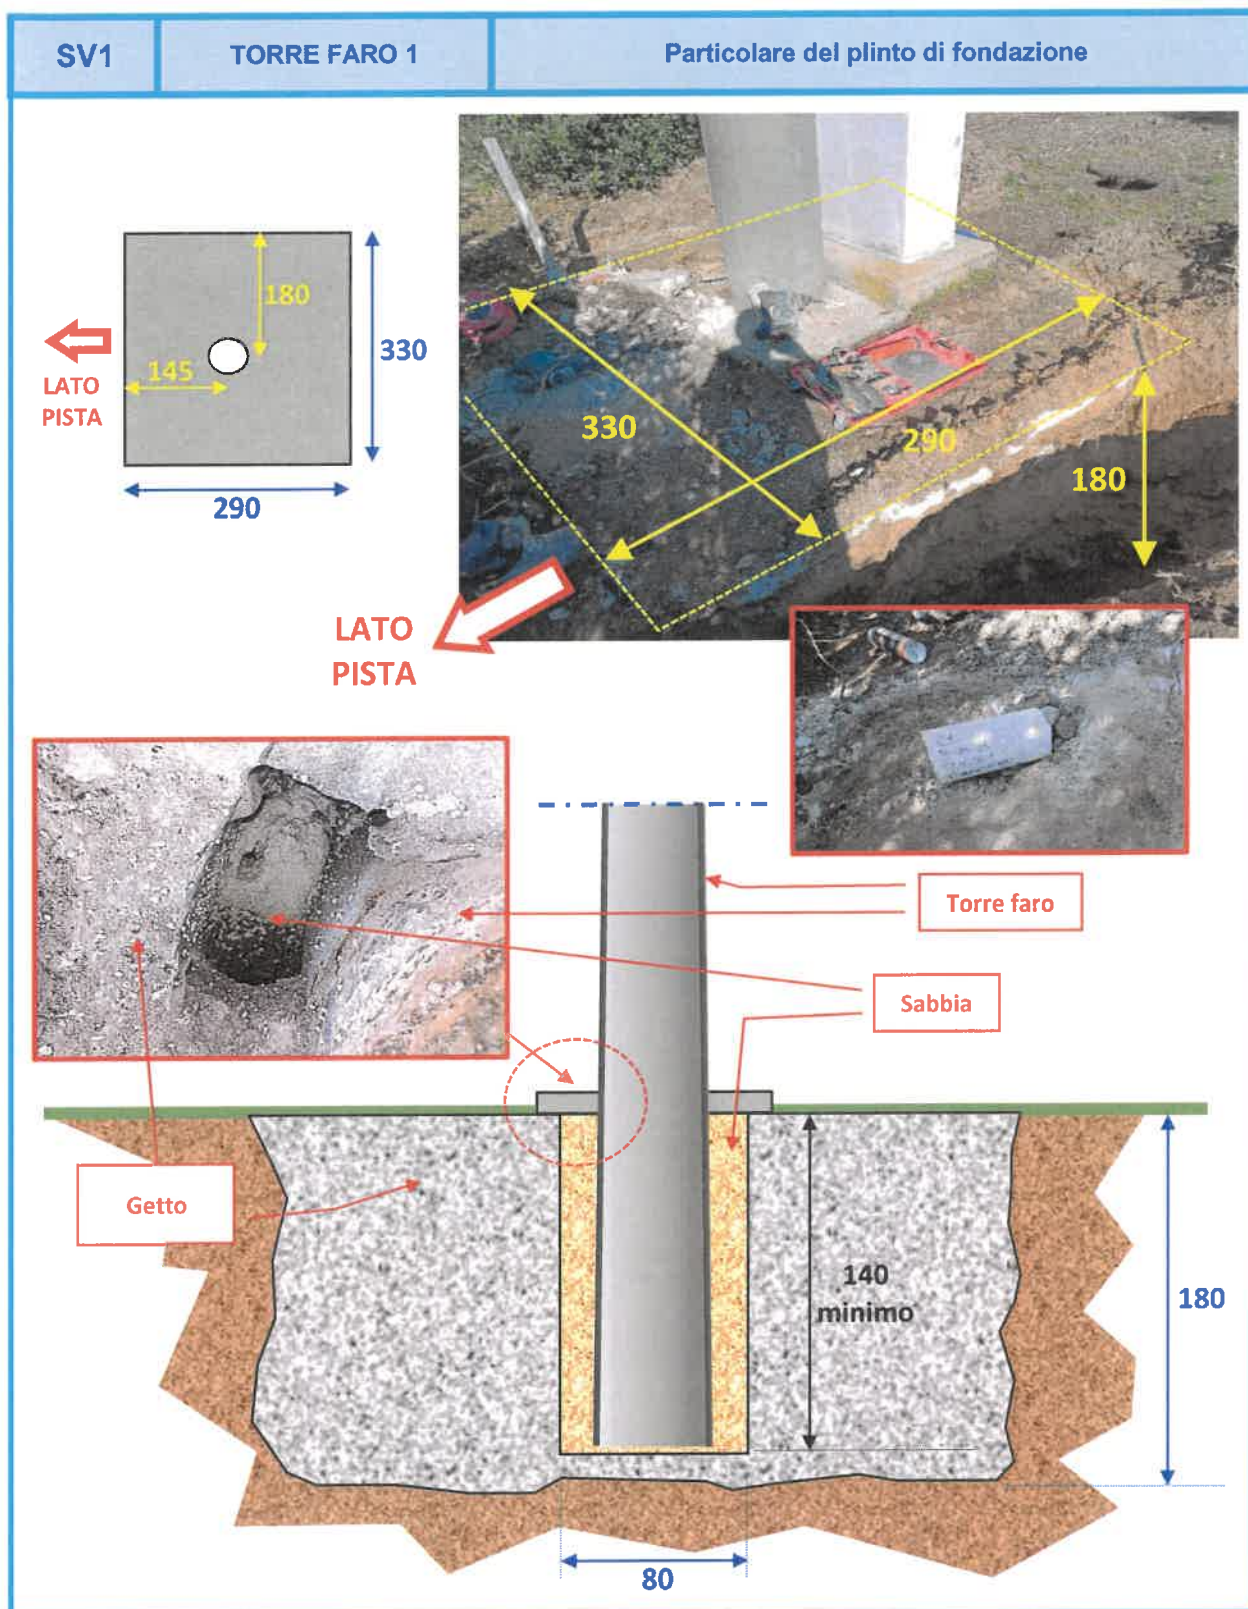 SV1
TORRE FARO 1
Particolare del plinto di fondazione
180
145
330
290
LATO
PISTA
330
290
180
LATO
PISTA
Torre faro
Sabbia
Getto
140
minimo
180
80